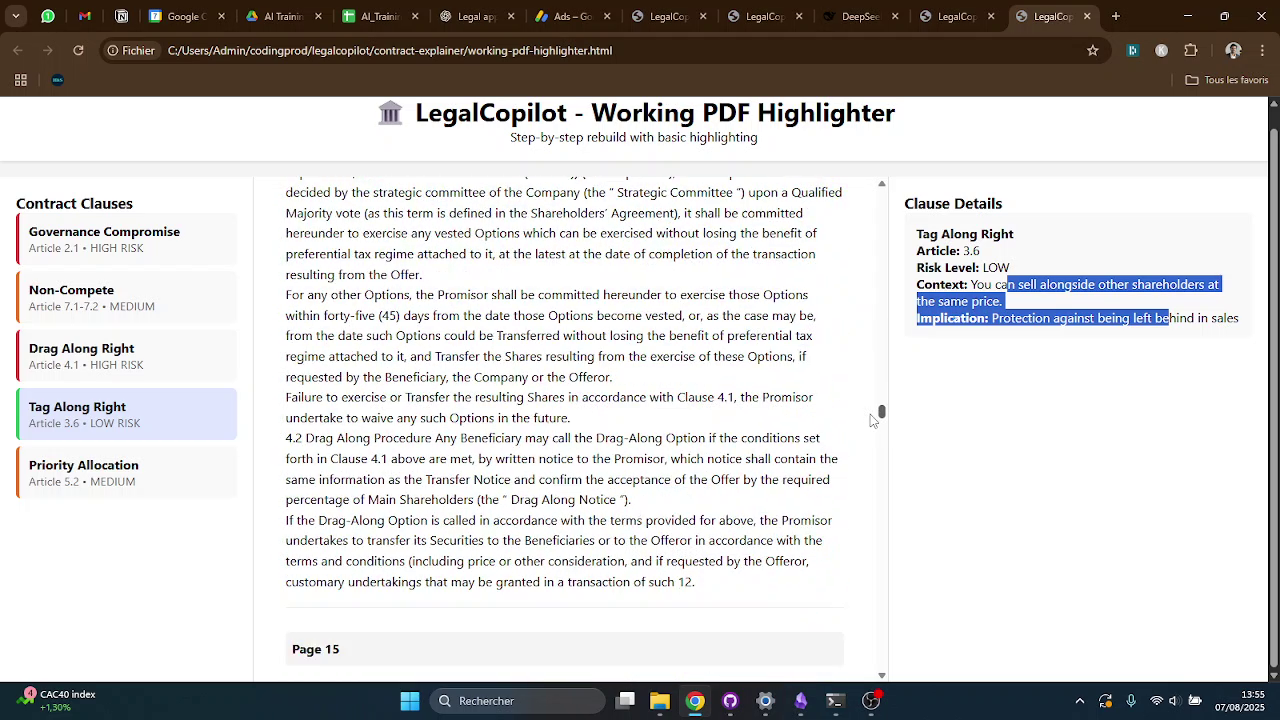 Google C
AI Training
AI_Trainin
Legal app
Ads – Go
LegalCop
LegalCop
DeepSee
LegalCop
LegalCop
Fichier
C:/Users/Admin/codingprod/legalcopilot/contract-explainer/working-pdf-highlighter.html
Tous les favoris
LegalCopilot - Working PDF Highlighter
Step-by-step rebuild with basic highlighting
Contract Clauses
Governance Compromise
Article 2.1 • HIGH RISK
Non-Compete
Article 7.1-7.2 • MEDIUM
Drag Along Right
Article 4.1 • HIGH RISK
Tag Along Right
Article 3.6 • LOW RISK
Priority Allocation
Article 5.2 • MEDIUM
decided by the strategic committee of the Company (the “ Strategic Committee ”) upon a Qualified
Majority vote (as this term is defined in the Shareholders’ Agreement), it shall be committed
hereunder to exercise any vested Options which can be exercised without losing the benefit of
preferential tax regime attached to it, at the latest at the date of completion of the transaction
resulting from the Offer.
For any other Options, the Promisor shall be committed hereunder to exercise those Options
within forty-five (45) days from the date those Options become vested, or, as the case may be,
from the date such Options could be Transferred without losing the benefit of preferential tax
regime attached to it, and Transfer the Shares resulting from the exercise of these Options, if
requested by the Beneficiary, the Company or the Offeror.
Failure to exercise or Transfer the resulting Shares in accordance with Clause 4.1, the Promisor
undertake to waive any such Options in the future.
4.2 Drag Along Procedure Any Beneficiary may call the Drag-Along Option if the conditions set
forth in Clause 4.1 above are met, by written notice to the Promisor, which notice shall contain the
same information as the Transfer Notice and confirm the acceptance of the Offer by the required
percentage of Main Shareholders (the “ Drag Along Notice ”).
If the Drag-Along Option is called in accordance with the terms provided for above, the Promisor
undertakes to transfer its Securities to the Beneficiaries or to the Offeror in accordance with the
terms and conditions (including price or other consideration, and if requested by the Offeror,
customary undertakings that may be granted in a transaction of such 12.
Page 15
Clause Details
Tag Along Right
Article: 3.6
Risk Level: LOW
Context: You can sell alongside other shareholders at
the same price.
Implication: Protection against being left behind in sales
4
CAC40 index
+1,30%
Rechercher
13:55
07/08/2025